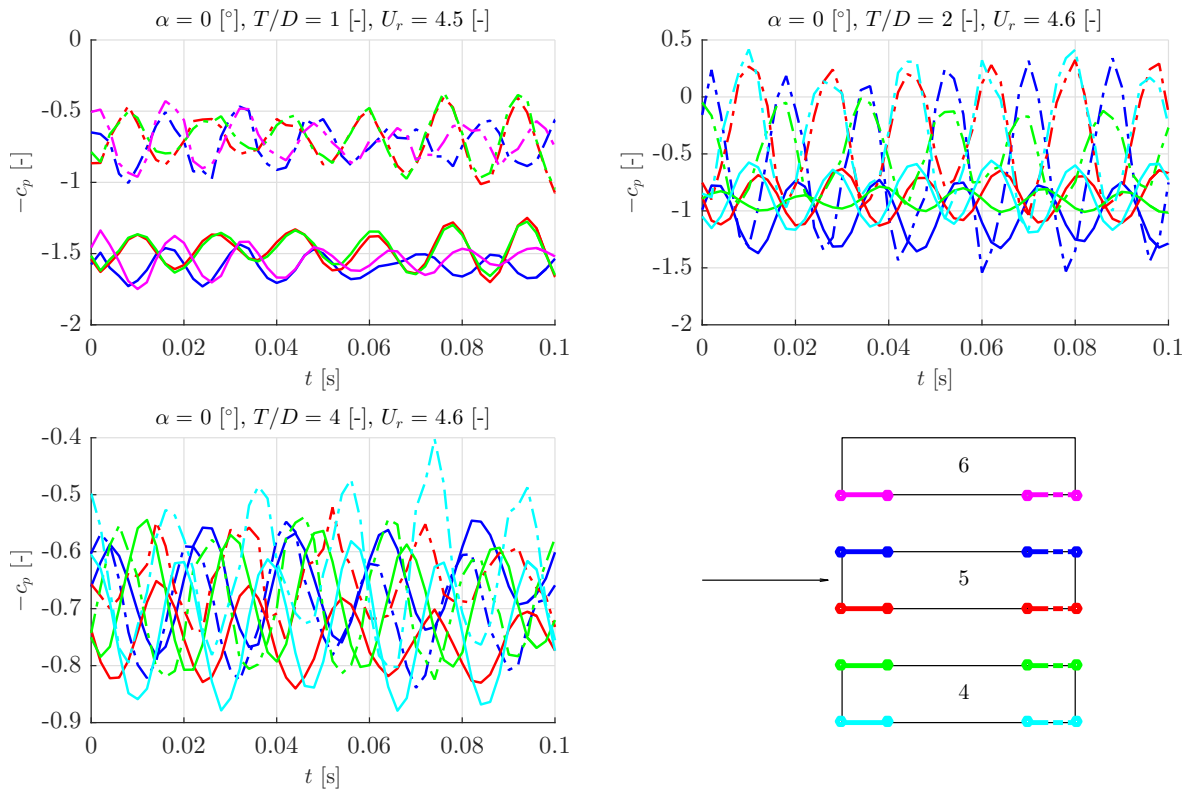 α = 0 [°], T/D = 1 [-], U_r = 4.5 [-]
0
-0.5
-1
-1.5
-2
−c_p [-]
0 0.02 0.04 0.06 0.08 0.1
t [s]
α = 0 [°], T/D = 2 [-], U_r = 4.6 [-]
0.5
0
-0.5
-1
-1.5
-2
−c_p [-]
0 0.02 0.04 0.06 0.08 0.1
t [s]
α = 0 [°], T/D = 4 [-], U_r = 4.6 [-]
-0.4
-0.5
-0.6
-0.7
-0.8
-0.9
−c_p [-]
0 0.02 0.04 0.06 0.08 0.1
t [s]
6
5
4